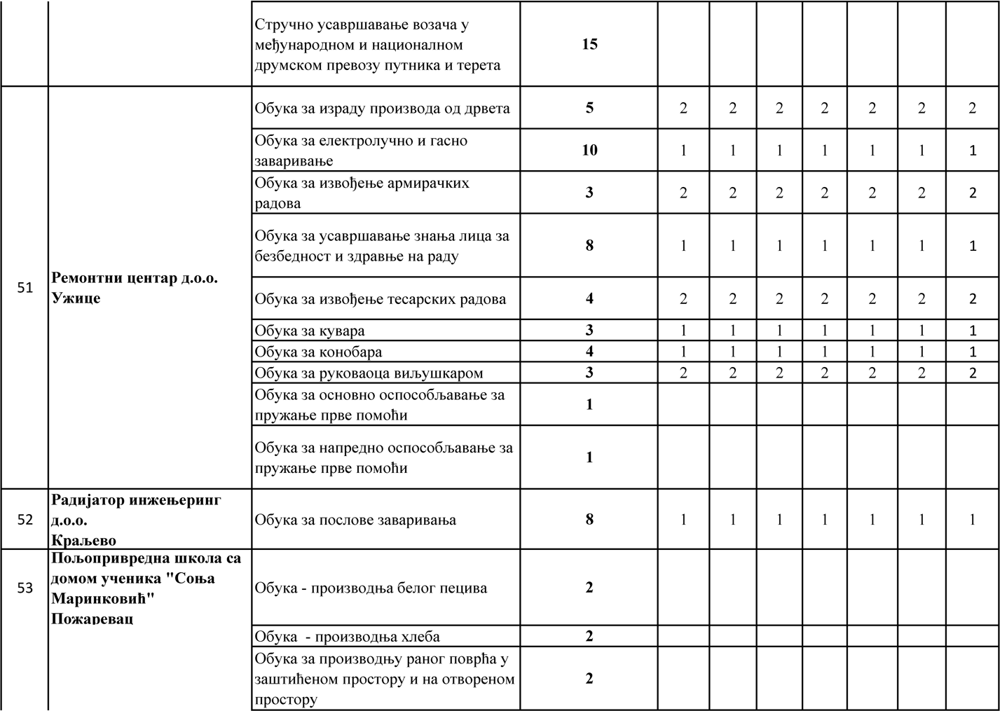 Стручно усавршавање возача у
међународном и националном
друмском превозу путника и терета
15
51
Ремонтни центар д.о.о.
Ужице
Обука за израду производа од дрвета
5 2 2 2 2 2 2 2
Обука за електролучно и гасно
заваривање
10 1 1 1 1 1 1 1
Обука за извођење армирачких
радова
3 2 2 2 2 2 2 2
Обука за усавршавање знања лица за
безбедност и здравње на раду
8 1 1 1 1 1 1 1
Обука за извођење тесарских радова
4 2 2 2 2 2 2 2
Обука за кувара
3 1 1 1 1 1 1 1
Обука за конобара
4 1 1 1 1 1 1 1
Обука за руковаоца виљушкаром
3 2 2 2 2 2 2 2
Обука за основно оспособљавање за
пружање прве помоћи
1
Обука за напредно оспособљавање за
пружање прве помоћи
1
52
Радијатор инжењеринг
д.о.о.
Краљево
Обука за послове заваривања
8 1 1 1 1 1 1 1
53
Пољопривредна школа са
домом ученика "Соња
Маринковић"
Пожаревац
Обука - производња белог пецива
2
Обука  - производња хлеба
2
Обука за производњу раног поврћа у
заштићеном простору и на отвореном
простору
2